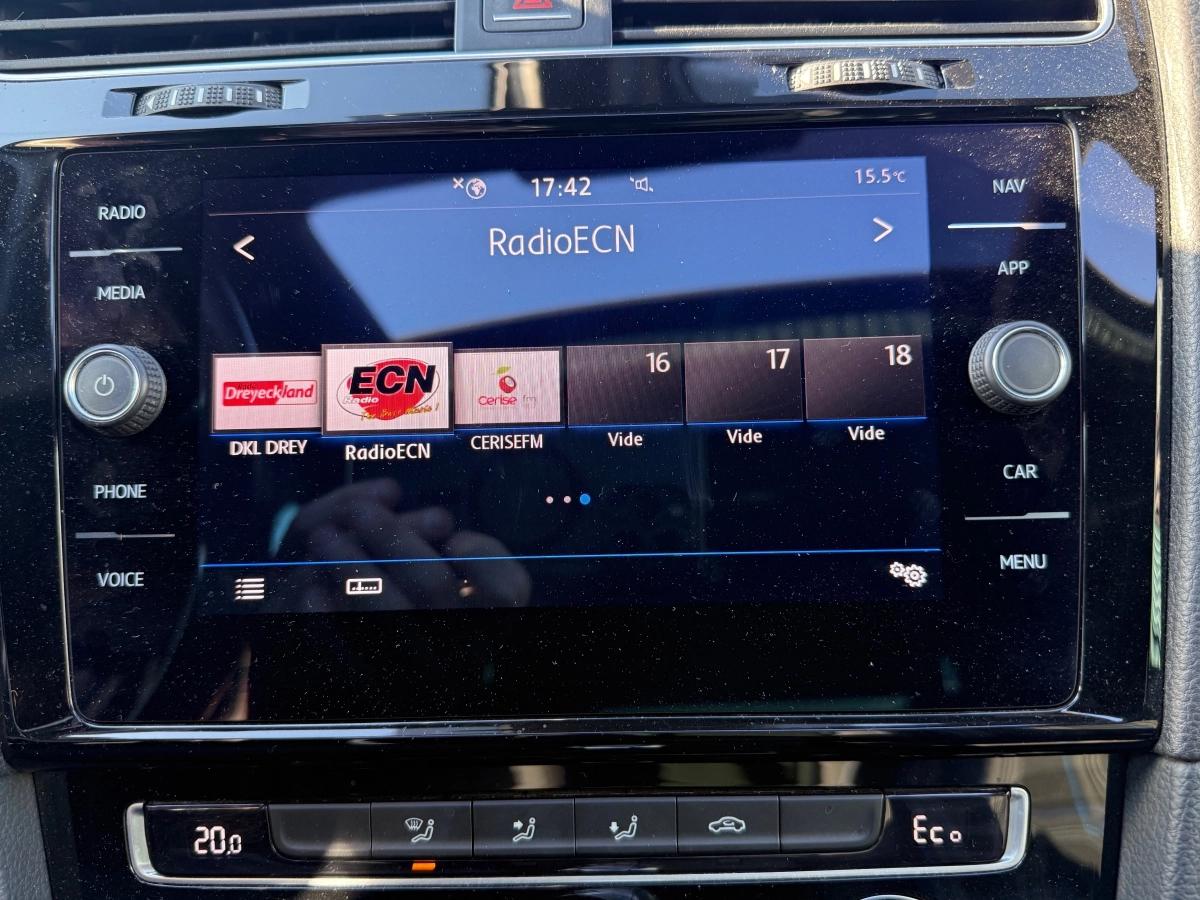 17:42
15.5°C
RADIO
NAV
RadioECN
MEDIA
APP
Radio
Dreyeckland
ECN
Radio
Cerise fm
16
17
18
DKL DREY
RadioECN
CERISEFM
Vide
Vide
Vide
PHONE
CAR
VOICE
MENU
20,0
Eco